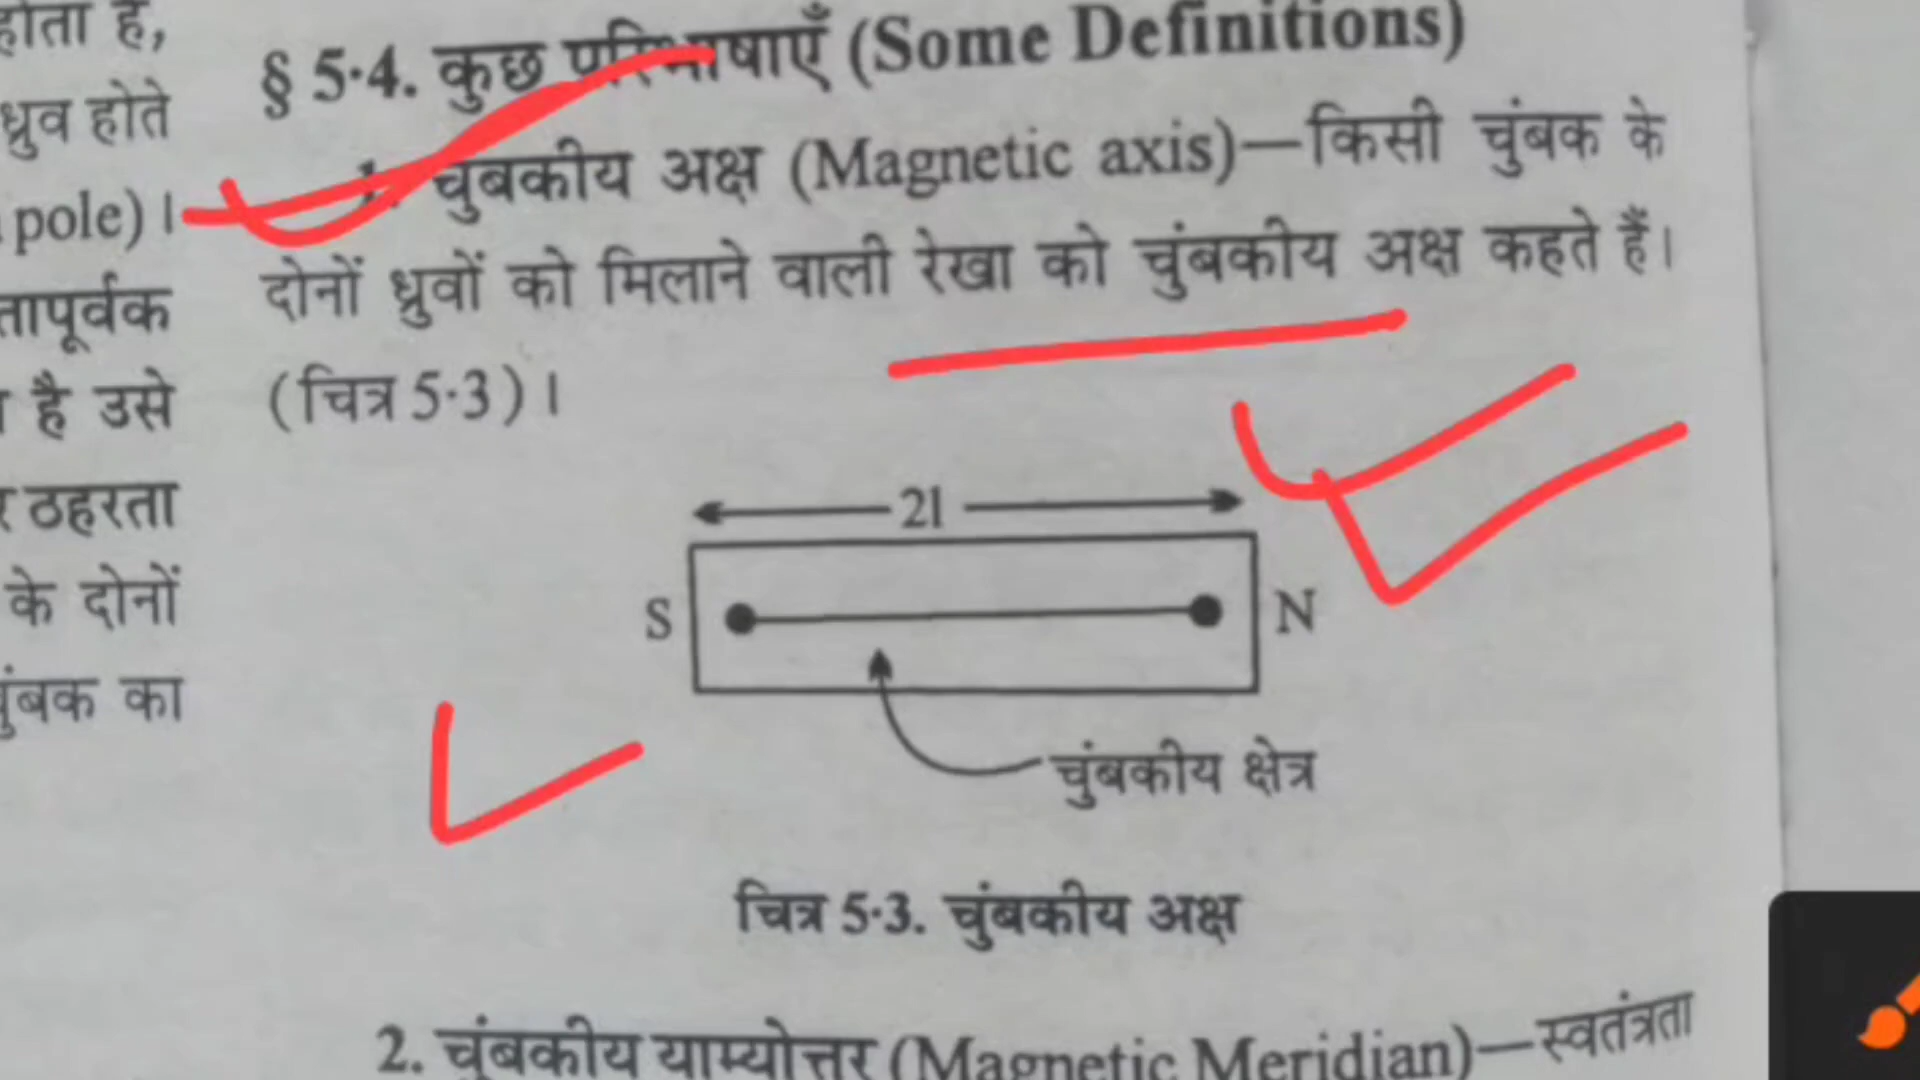 होता है,
ध्रुव होते
pole)।
तापूर्वक
है उसे
ठहरता
के दोनों
चुंबक का
§ 5·4. कुछ परिभाषाएँ (Some Definitions)
1. चुंबकीय अक्ष (Magnetic axis)—किसी चुंबक के
दोनों ध्रुवों को मिलाने वाली रेखा को चुंबकीय अक्ष कहते हैं।
(चित्र 5·3)।
2l
S
N
चुंबकीय क्षेत्र
चित्र 5·3. चुंबकीय अक्ष
2. चुंबकीय याम्योत्तर (Magnetic Meridian)—स्वतंत्रता